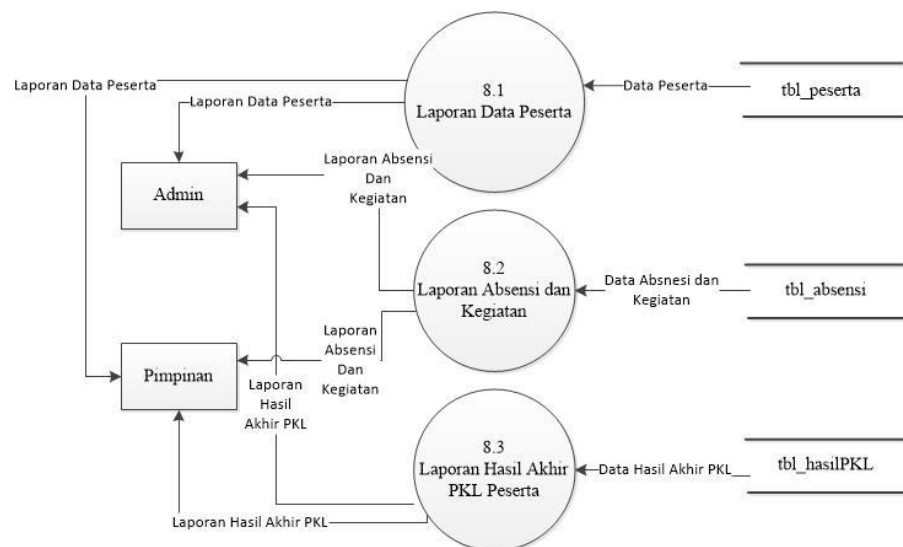 Laporan Data Peserta
Laporan Data Peserta
8.1
Laporan Data Peserta
Data Peserta
tbl_peserta
Admin
Laporan Absensi
Dan
Kegiatan
8.2
Laporan Absensi dan
Kegiatan
Data Absnesi dan
Kegiatan
tbl_absensi
Pimpinan
Laporan
Absensi
Dan
Kegiatan
Laporan
Hasil
Akhir PKL
8.3
Laporan Hasil Akhir
PKL Peserta
Data Hasil Akhir PKL
tbl_hasilPKL
Laporan Hasil Akhir PKL